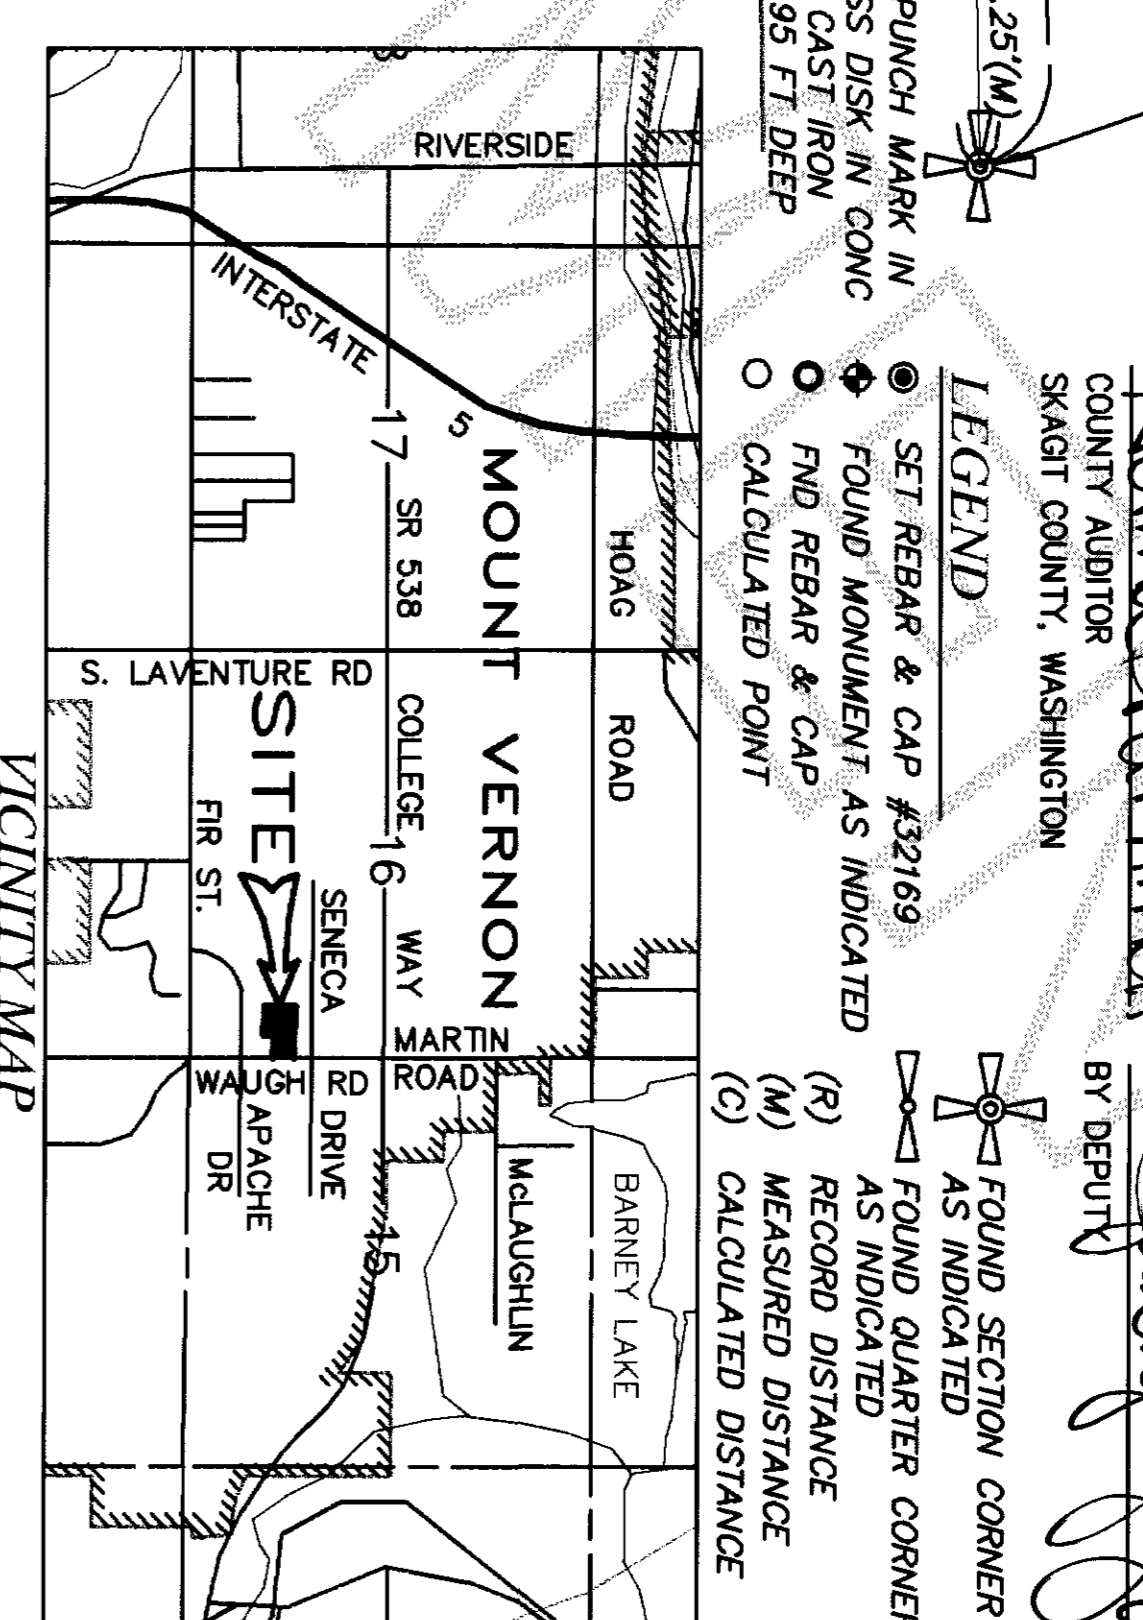 COUNTY AUDITOR
SKAGIT COUNTY, WASHINGTON
BY DEPUTY
.25'(M)
PUNCH MARK IN
SS DISK IN CONC
CAST IRON
95 FT DEEP
LEGEND
SET REBAR & CAP #32169
FOUND MONUMENT AS INDICATED
FND REBAR & CAP
CALCULATED POINT
FOUND SECTION CORNER
AS INDICATED
FOUND QUARTER CORNE
AS INDICATED
(R) RECORD DISTANCE
(M) MEASURED DISTANCE
(C) CALCULATED DISTANCE
HOAG ROAD
BARNEY LAKE
RIVERSIDE
MOUNT VERNON
McLAUGHLIN
INTERSTATE 5
17 SR 538 COLLEGE 16 WAY 15
MARTIN
ROAD
S. LAVENTURE RD
SENECA DRIVE
SITE
WAUGH RD
APACHE
DR
FIR ST.
VICINITY MAP